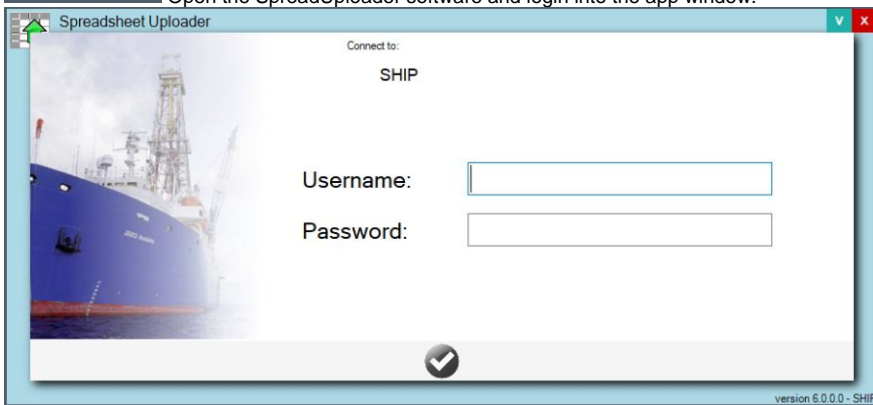 Open the SpreadUploader software and login into the app window.
Spreadsheet Uploader
V X
Connect to:
SHIP
Username:
Password:
version 6.0.0.0 - SHIP